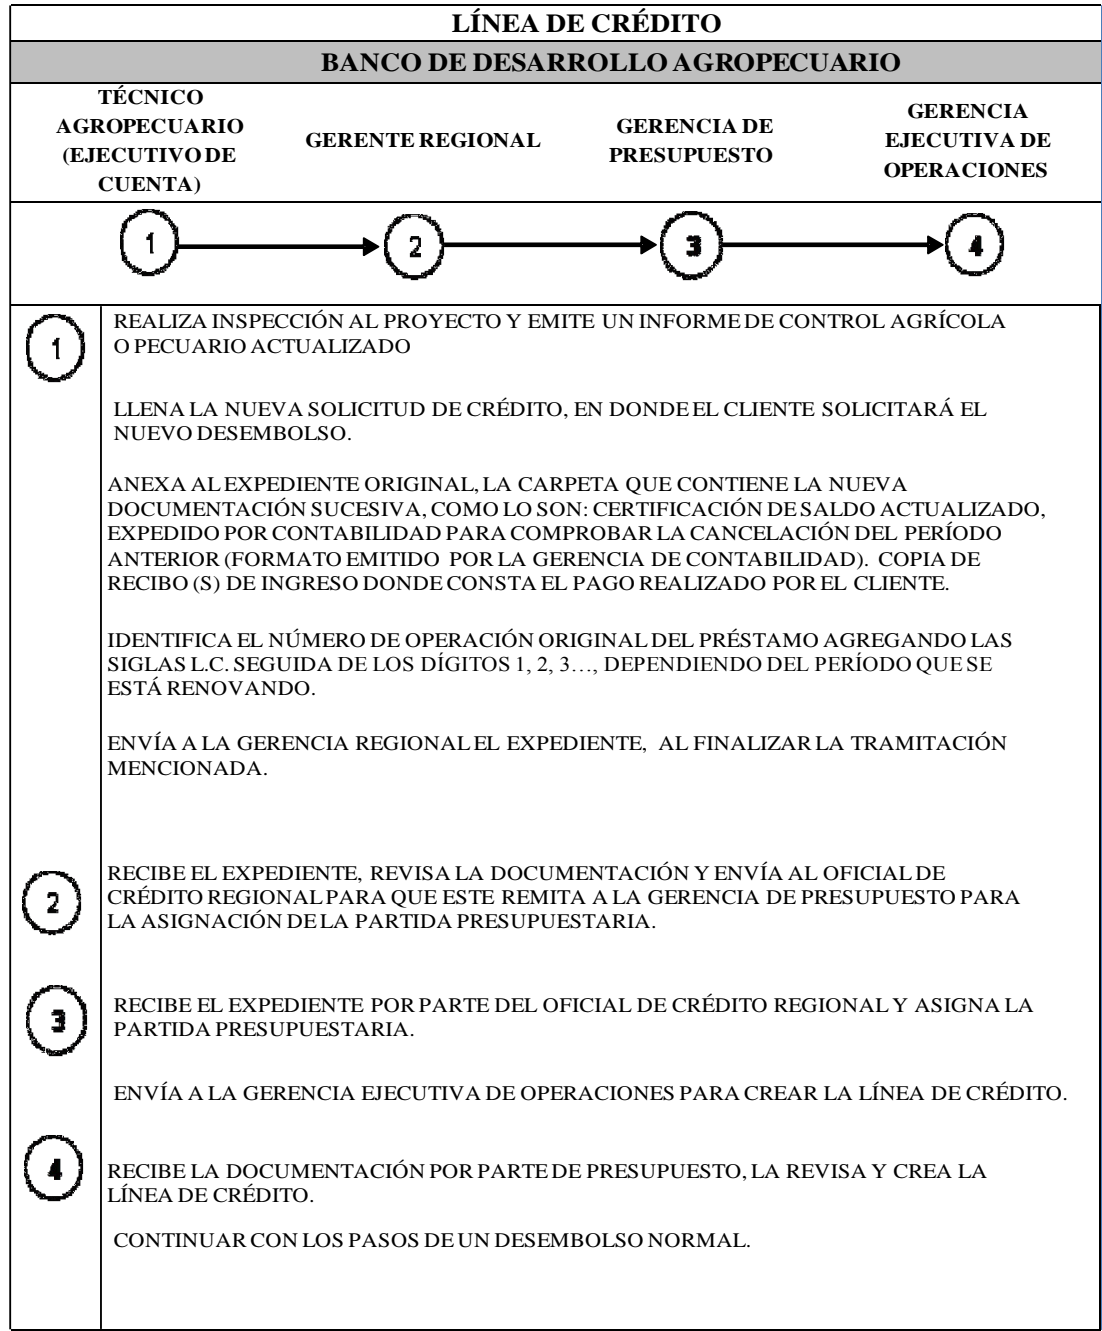 LÍNEA DE CRÉDITO
BANCO DE DESARROLLO AGROPECUARIO
TÉCNICO
AGROPECUARIO
(EJECUTIVO DE
CUENTA)
GERENTE REGIONAL
GERENCIA DE
PRESUPUESTO
GERENCIA
EJECUTIVA DE
OPERACIONES
1
2
3
4
1
REALIZA INSPECCIÓN AL PROYECTO Y EMITE UN INFORME DE CONTROL AGRÍCOLA
O PECUARIO ACTUALIZADO
LLENA LA NUEVA SOLICITUD DE CRÉDITO, EN DONDE EL CLIENTE SOLICITARÁ EL
NUEVO DESEMBOLSO.
ANEXA AL EXPEDIENTE ORIGINAL, LA CARPETA QUE CONTIENE LA NUEVA
DOCUMENTACIÓN SUCESIVA, COMO LO SON: CERTIFICACIÓN DE SALDO ACTUALIZADO,
EXPEDIDO POR CONTABILIDAD PARA COMPROBAR LA CANCELACIÓN DEL PERÍODO
ANTERIOR (FORMATO EMITIDO POR LA GERENCIA DE CONTABILIDAD). COPIA DE
RECIBO (S) DE INGRESO DONDE CONSTA EL PAGO REALIZADO POR EL CLIENTE.
IDENTIFICA EL NÚMERO DE OPERACIÓN ORIGINAL DEL PRÉSTAMO AGREGANDO LAS
SIGLAS L.C. SEGUIDA DE LOS DÍGITOS 1, 2, 3…, DEPENDIENDO DEL PERÍODO QUE SE
ESTÁ RENOVANDO.
ENVÍA A LA GERENCIA REGIONAL EL EXPEDIENTE, AL FINALIZAR LA TRAMITACIÓN
MENCIONADA.
2
RECIBE EL EXPEDIENTE, REVISA LA DOCUMENTACIÓN Y ENVÍA AL OFICIAL DE
CRÉDITO REGIONAL PARA QUE ESTE REMITA A LA GERENCIA DE PRESUPUESTO PARA
LA ASIGNACIÓN DE LA PARTIDA PRESUPUESTARIA.
3
RECIBE EL EXPEDIENTE POR PARTE DEL OFICIAL DE CRÉDITO REGIONAL Y ASIGNA LA
PARTIDA PRESUPUESTARIA.
ENVÍA A LA GERENCIA EJECUTIVA DE OPERACIONES PARA CREAR LA LÍNEA DE CRÉDITO.
4
RECIBE LA DOCUMENTACIÓN POR PARTE DE PRESUPUESTO, LA REVISA Y CREA LA
LÍNEA DE CRÉDITO.
CONTINUAR CON LOS PASOS DE UN DESEMBOLSO NORMAL.